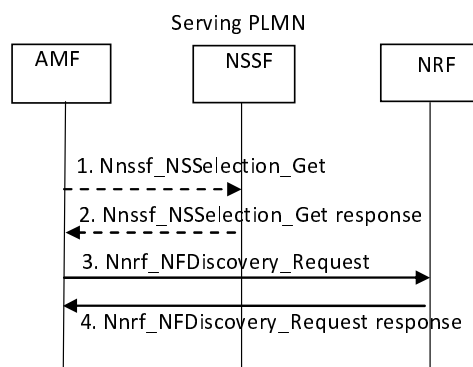 Serving PLMN
AMF
NSSF
NRF
1. Nnssf_NSSelection_Get
2. Nnssf_NSSelection_Get response
3. Nnrf_NFDiscovery_Request
4. Nnrf_NFDiscovery_Request response